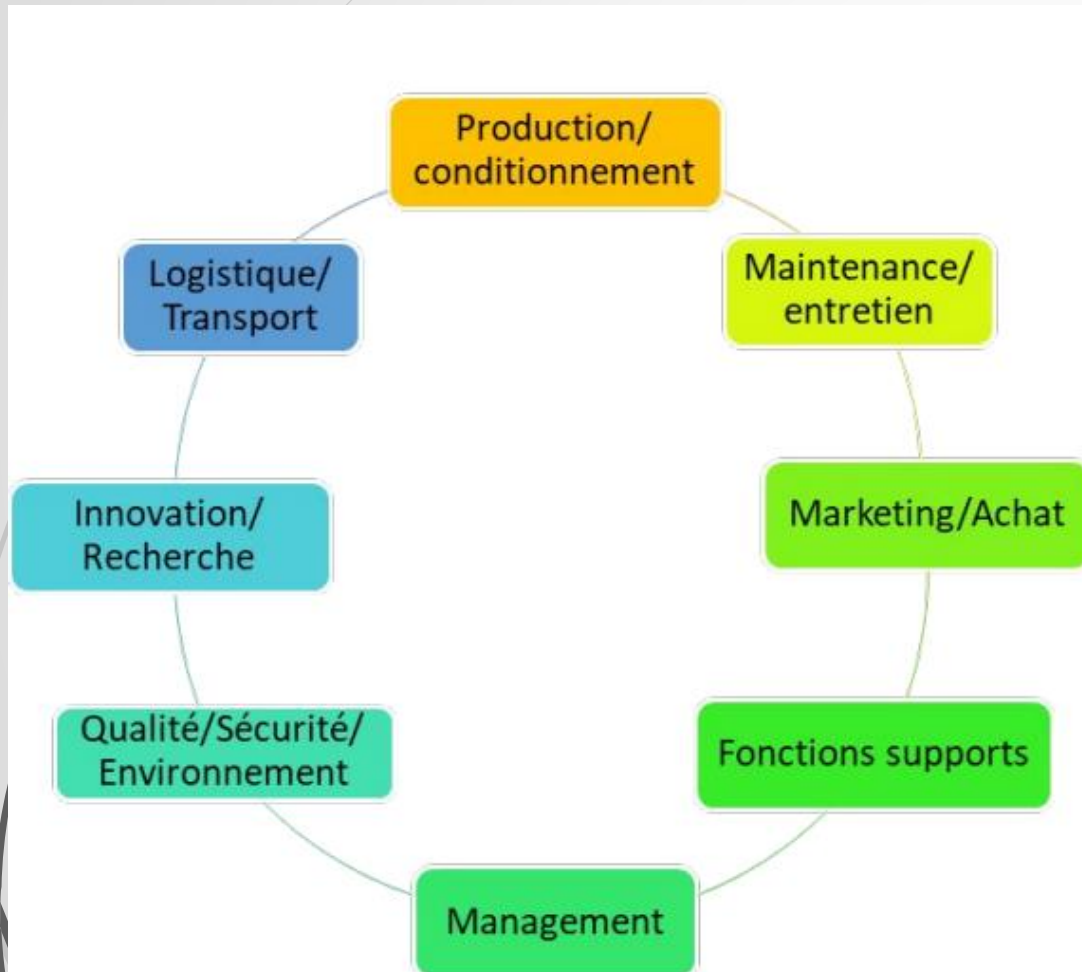 Production/
conditionnement
Maintenance/
entretien
Marketing/Achat
Fonctions supports
Management
Qualité/Sécurité/
Environnement
Innovation/
Recherche
Logistique/
Transport